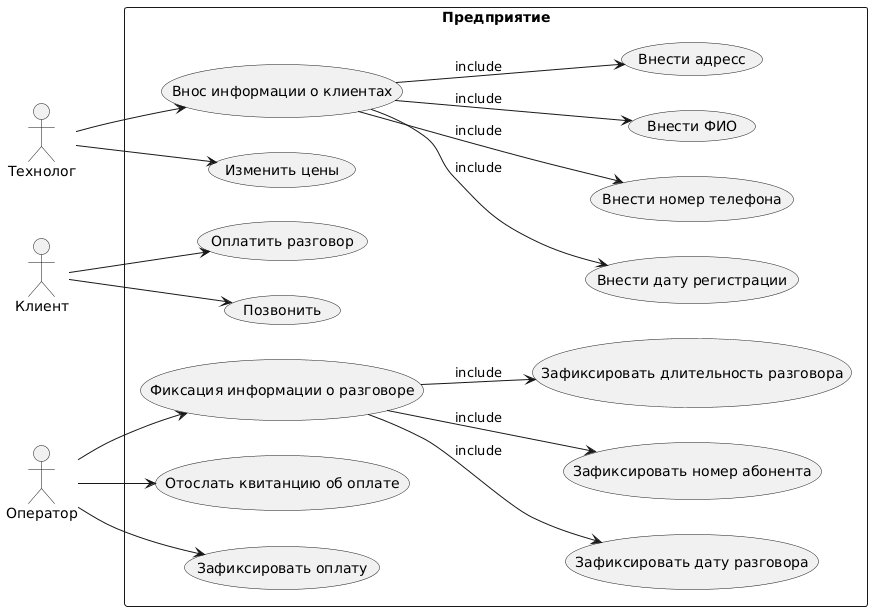 Предприятие
Внести адресс
include
Внос информации о клиентах
include
Внести ФИО
include
Технолог
include
Изменить цены
Внести номер телефона
Оплатить разговор
Клиент
Внести дату регистрации
Позвонить
include
Зафиксировать длительность разговора
Фиксация информации о разговоре
include
include
Зафиксировать номер абонента
Отослать квитанцию об оплате
Оператор
Зафиксировать оплату
Зафиксировать дату разговора